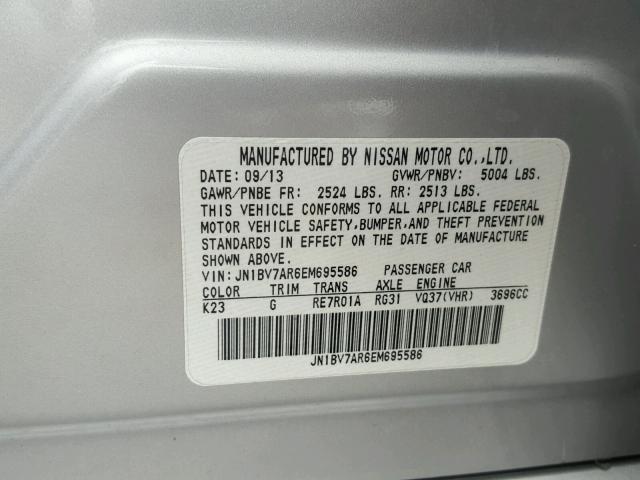 MANUFACTURED BY NISSAN MOTOR CO.,LTD.
DATE: 09/13 GVWR/PNBV: 5004 LBS.
GAWR/PNBE FR: 2524 LBS. RR: 2513 LBS.
THIS VEHICLE CONFORMS TO ALL APPLICABLE FEDERAL
MOTOR VEHICLE SAFETY,BUMPER,AND THEFT PREVENTION
STANDARDS IN EFFECT ON THE DATE OF MANUFACTURE
SHOWN ABOVE.
VIN:JN1BV7AR6EM695586 PASSENGER CAR
COLOR TRIM TRANS AXLE ENGINE
K23 G RE7R01A RG31 VQ37(VHR) 3696CC
JN1BV7AR6EM695586